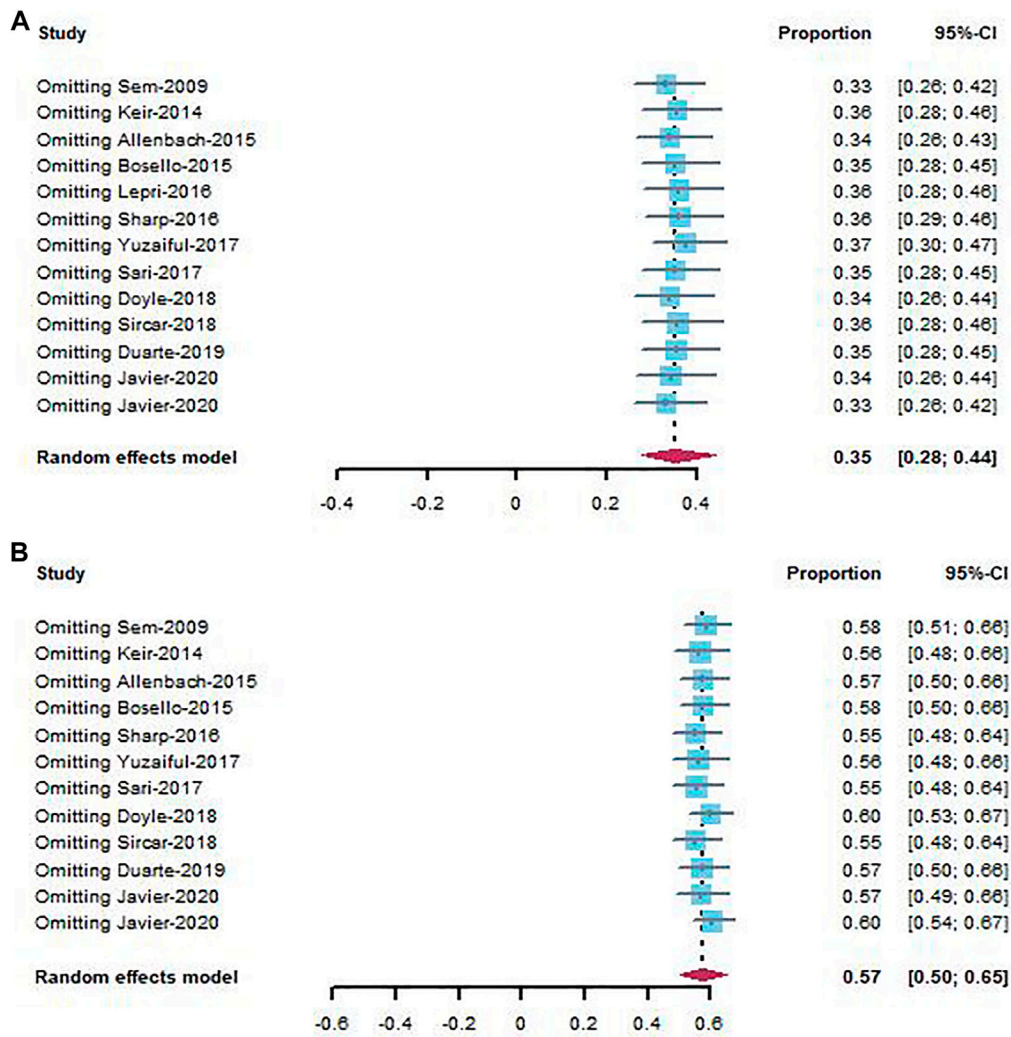 A
Study Proportion 95%-CI
Omitting Sem-2009 0.33 [0.26; 0.42]
Omitting Keir-2014 0.36 [0.28; 0.46]
Omitting Allenbach-2015 0.34 [0.26; 0.43]
Omitting Bosello-2015 0.35 [0.28; 0.45]
Omitting Lepri-2016 0.36 [0.28; 0.46]
Omitting Sharp-2016 0.36 [0.29; 0.46]
Omitting Yuzaiful-2017 0.37 [0.30; 0.47]
Omitting Sari-2017 0.35 [0.28; 0.45]
Omitting Doyle-2018 0.34 [0.26; 0.44]
Omitting Sircar-2018 0.36 [0.28; 0.46]
Omitting Duarte-2019 0.35 [0.28; 0.45]
Omitting Javier-2020 0.34 [0.26; 0.44]
Omitting Javier-2020 0.33 [0.26; 0.42]
Random effects model 0.35 [0.28; 0.44]
-0.4 -0.2 0 0.2 0.4
B
Study Proportion 95%-CI
Omitting Sem-2009 0.58 [0.51; 0.66]
Omitting Keir-2014 0.56 [0.48; 0.66]
Omitting Allenbach-2015 0.57 [0.50; 0.66]
Omitting Bosello-2015 0.58 [0.50; 0.66]
Omitting Sharp-2016 0.55 [0.48; 0.64]
Omitting Yuzaiful-2017 0.56 [0.48; 0.66]
Omitting Sari-2017 0.55 [0.48; 0.64]
Omitting Doyle-2018 0.60 [0.53; 0.67]
Omitting Sircar-2018 0.55 [0.48; 0.64]
Omitting Duarte-2019 0.57 [0.50; 0.66]
Omitting Javier-2020 0.57 [0.49; 0.66]
Omitting Javier-2020 0.60 [0.54; 0.67]
Random effects model 0.57 [0.50; 0.65]
-0.6 -0.4 -0.2 0 0.2 0.4 0.6